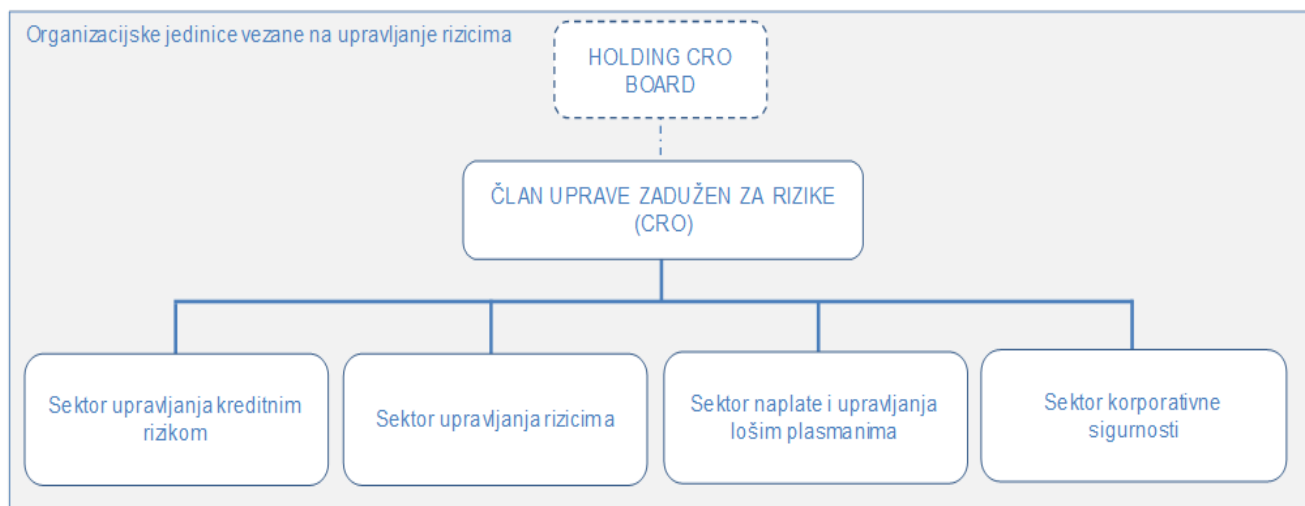 Organizacijske jedinice vezane na upravljanje rizicima
HOLDING CRO
BOARD
ČLAN UPRAVE ZADUŽEN ZA RIZIKE
(CRO)
Sektor upravljanja kreditnim
rizikom
Sektor upravljanja rizicima
Sektor naplate i upravljanja
lošim plasmanima
Sektor korporativne
sigurnosti